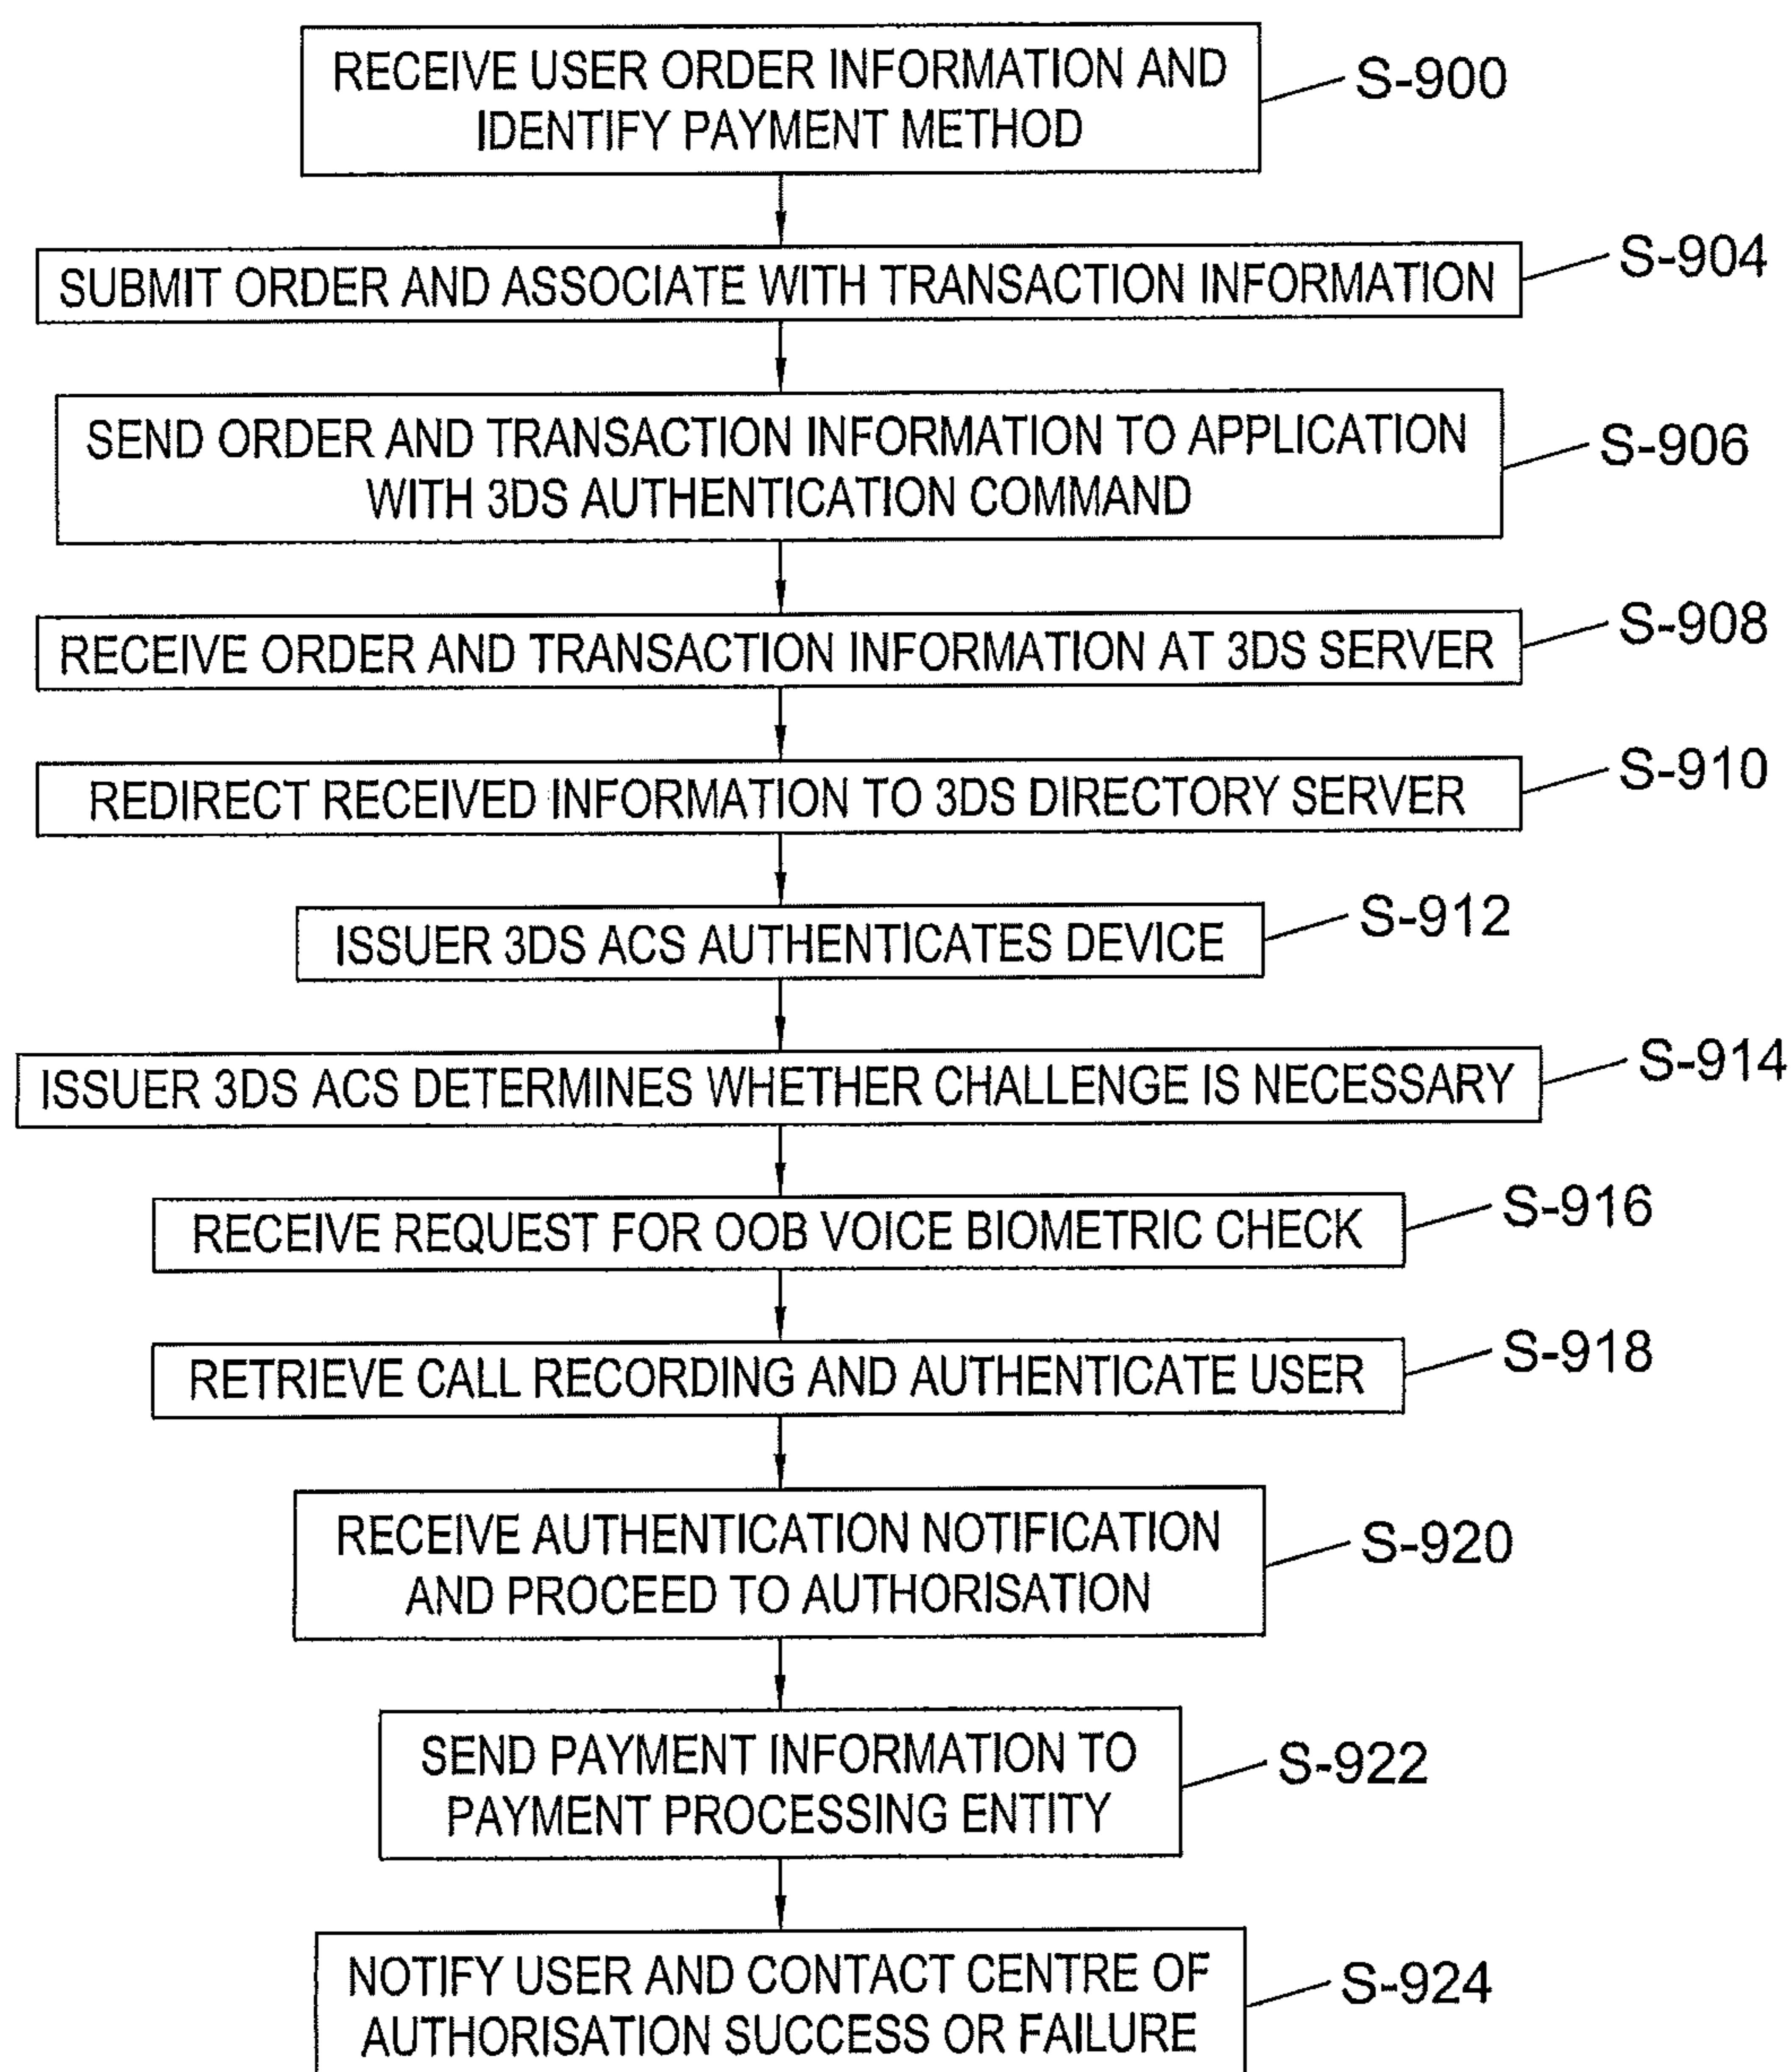 RECEIVE USER ORDER INFORMATION AND
IDENTIFY PAYMENT METHOD
S-900
SUBMIT ORDER AND ASSOCIATE WITH TRANSACTION INFORMATION
S-904
SEND ORDER AND TRANSACTION INFORMATION TO APPLICATION
WITH 3DS AUTHENTICATION COMMAND
S-906
RECEIVE ORDER AND TRANSACTION INFORMATION AT 3DS SERVER
S-908
REDIRECT RECEIVED INFORMATION TO 3DS DIRECTORY SERVER
S-910
ISSUER 3DS ACS AUTHENTICATES DEVICE
S-912
ISSUER 3DS ACS DETERMINES WHETHER CHALLENGE IS NECESSARY
S-914
RECEIVE REQUEST FOR OOB VOICE BIOMETRIC CHECK
S-916
RETRIEVE CALL RECORDING AND AUTHENTICATE USER
S-918
RECEIVE AUTHENTICATION NOTIFICATION
AND PROCEED TO AUTHORISATION
S-920
SEND PAYMENT INFORMATION TO
PAYMENT PROCESSING ENTITY
S-922
NOTIFY USER AND CONTACT CENTRE OF
AUTHORISATION SUCCESS OR FAILURE
S-924